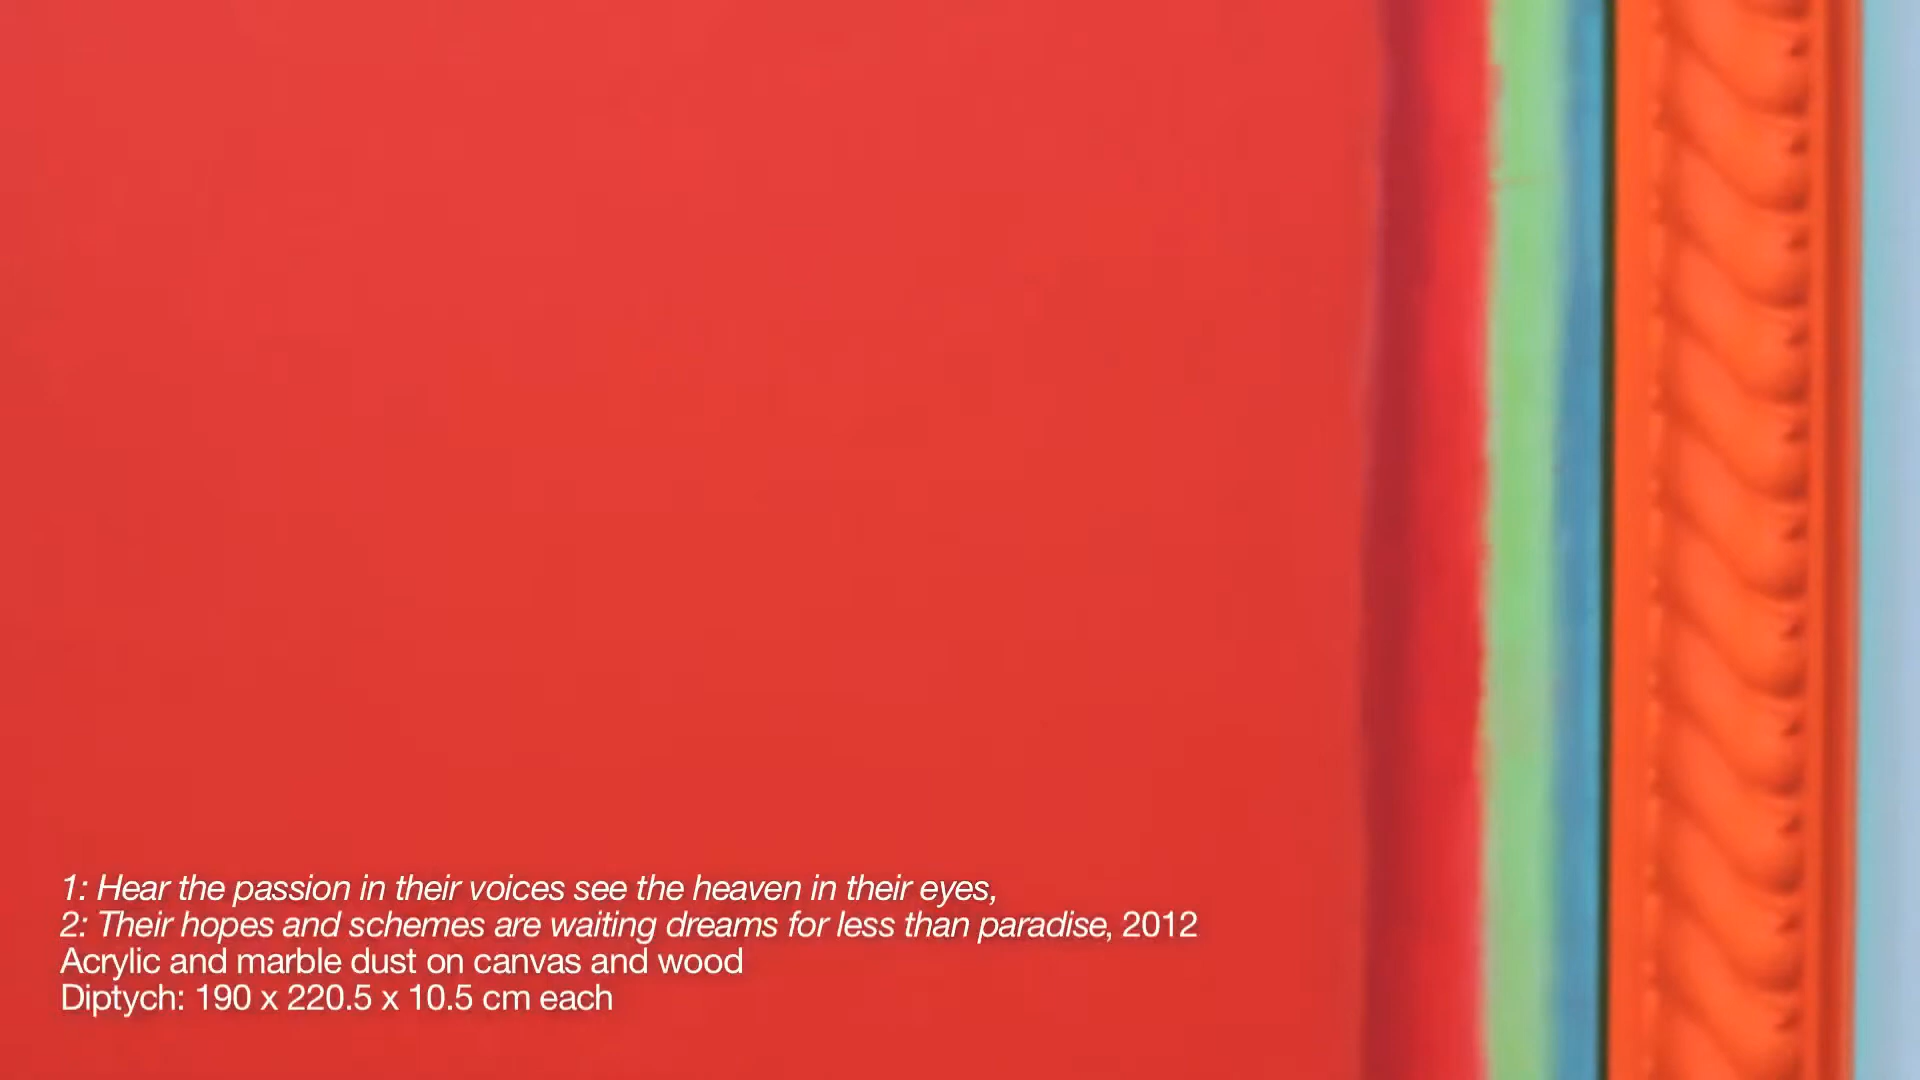 1: Hear the passion in their voices see the heaven in their eyes,
2: Their hopes and schemes are waiting dreams for less than paradise, 2012
Acrylic and marble dust on canvas and wood
Diptych: 190 x 220.5 x 10.5 cm each